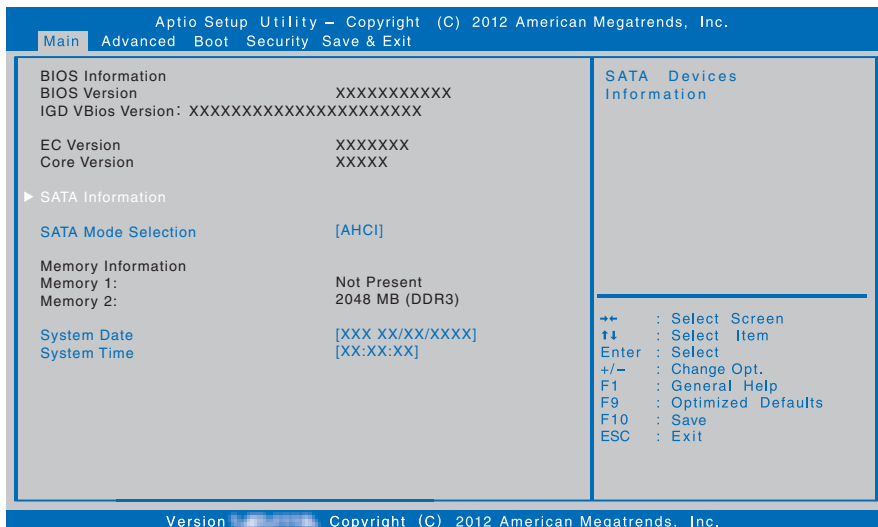 Aptio Setup Utility – Copyright (C) 2012 American Megatrends, Inc.
Main Advanced Boot Security Save & Exit
BIOS Information
BIOS Version XXXXXXXXXXX
IGD VBios Version: XXXXXXXXXXXXXXXXXXXXXX
EC Version XXXXXXX
Core Version XXXXX
▶ SATA Information
SATA Mode Selection [AHCI]
Memory Information
Memory 1: Not Present
Memory 2: 2048 MB (DDR3)
System Date [XXX XX/XX/XXXX]
System Time [XX:XX:XX]
SATA Devices
Information
→← : Select Screen
↑↓ : Select Item
Enter : Select
+/– : Change Opt.
F1 : General Help
F9 : Optimized Defaults
F10 : Save
ESC : Exit
Version Copyright (C) 2012 American Megatrends, Inc.